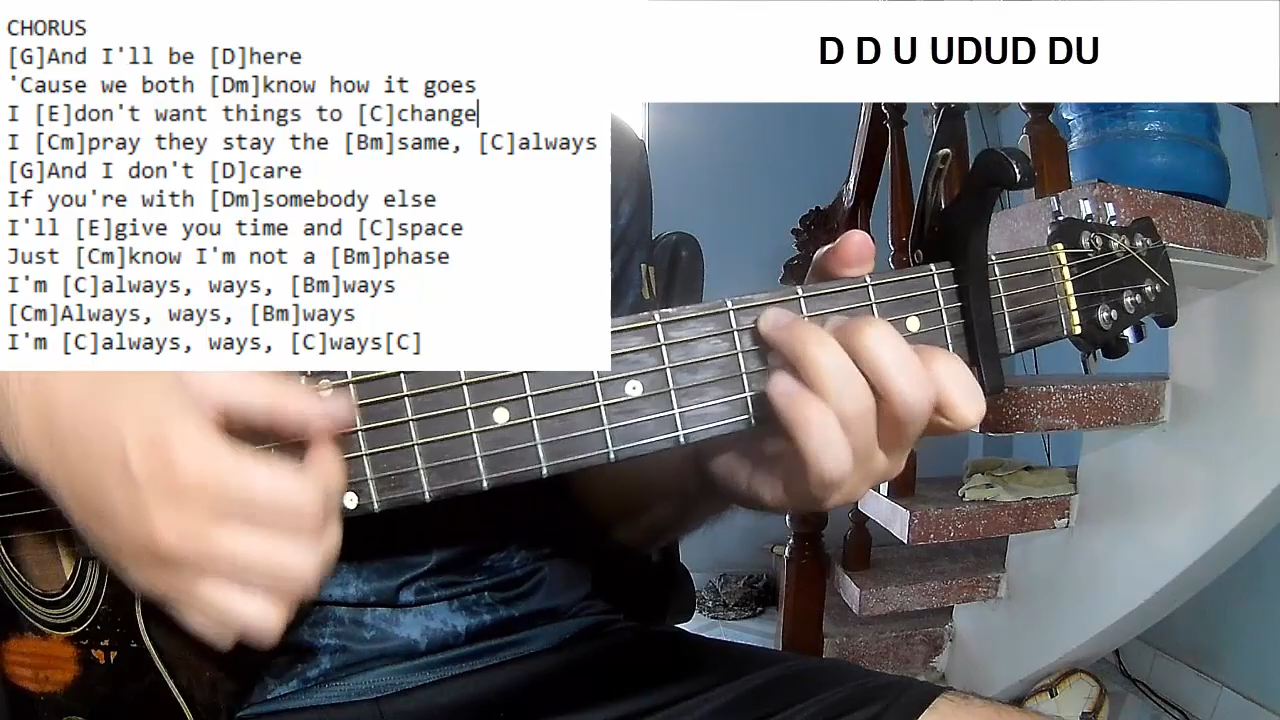 CHORUS
[G]And I'll be [D]here
'Cause we both [Dm]know how it goes
I [E]don't want things to [C]change
I [Cm]pray they stay the [Bm]same, [C]always
[G]And I don't [D]care
If you're with [Dm]somebody else
I'll [E]give you time and [C]space
Just [Cm]know I'm not a [Bm]phase
I'm [C]always, ways, [Bm]ways
[Cm]Always, ways, [Bm]ways
I'm [C]always, ways, [C]ways[C]
D D U UDUD DU